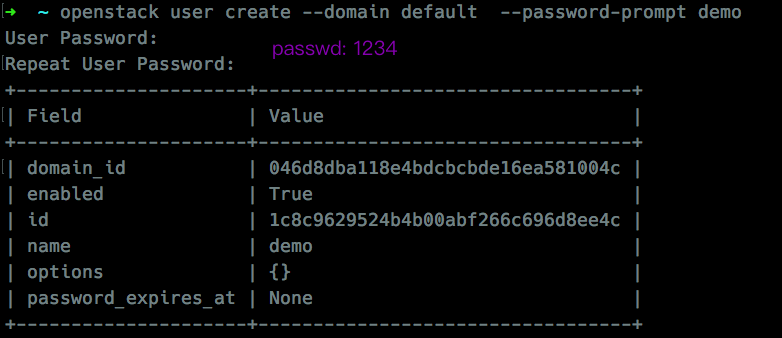 ➜  ~ openstack user create --domain default  --password-prompt demo
User Password:
passwd: 1234
Repeat User Password:
+---------------------+----------------------------------+
| Field               | Value                            |
+---------------------+----------------------------------+
| domain_id           | 046d8dba118e4bdcbcbde16ea581004c |
| enabled             | True                             |
| id                  | 1c8c9629524b4b00abf266c696d8ee4c |
| name                | demo                             |
| options             | {}                               |
| password_expires_at | None                             |
+---------------------+----------------------------------+